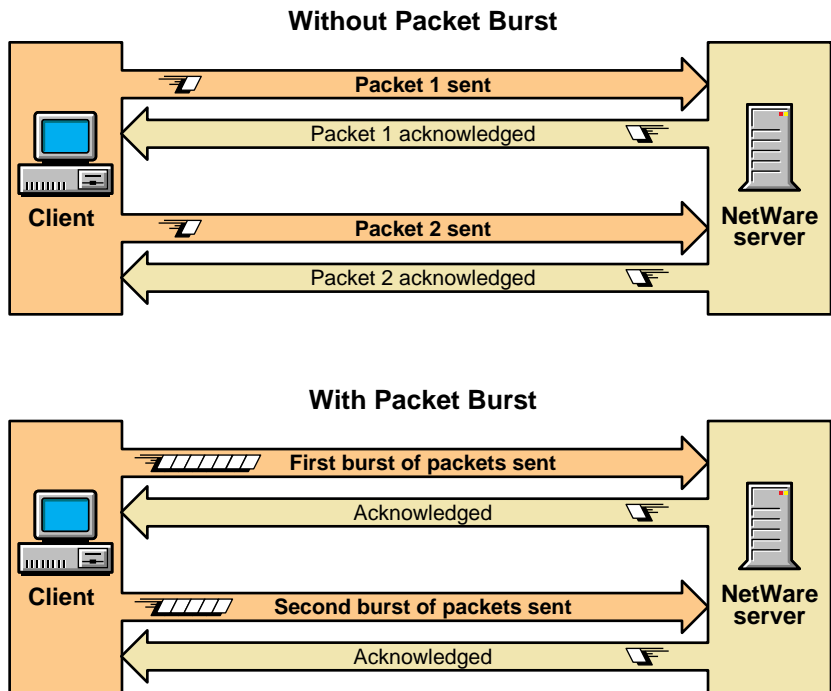 Without Packet Burst
Packet 1 sent
Packet 1 acknowledged
Client
Packet 2 sent
NetWare
server
Packet 2 acknowledged
With Packet Burst
First burst of packets sent
Acknowledged
Client
Second burst of packets sent
NetWare
server
Acknowledged